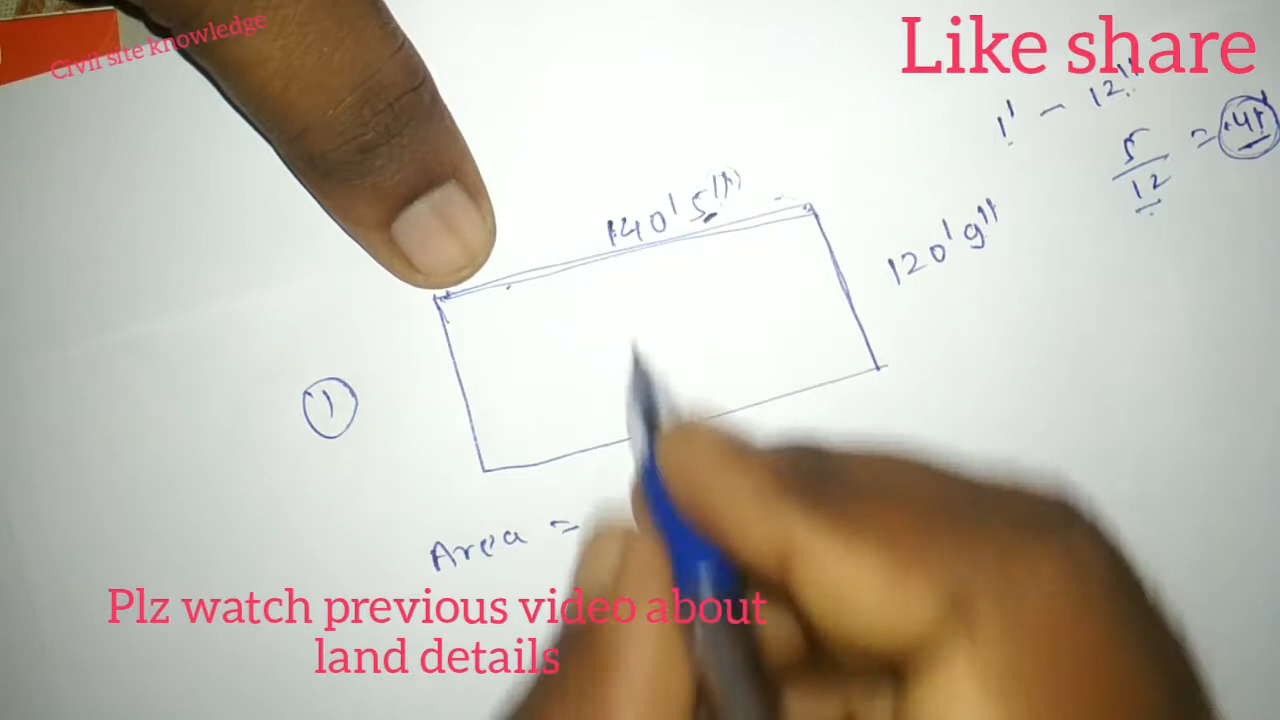 Civil site knowledge
Like share
1' - 12"
5/12 = .41
140' 5"
120' 9"
1
Area =
Plz watch previous video about
land details